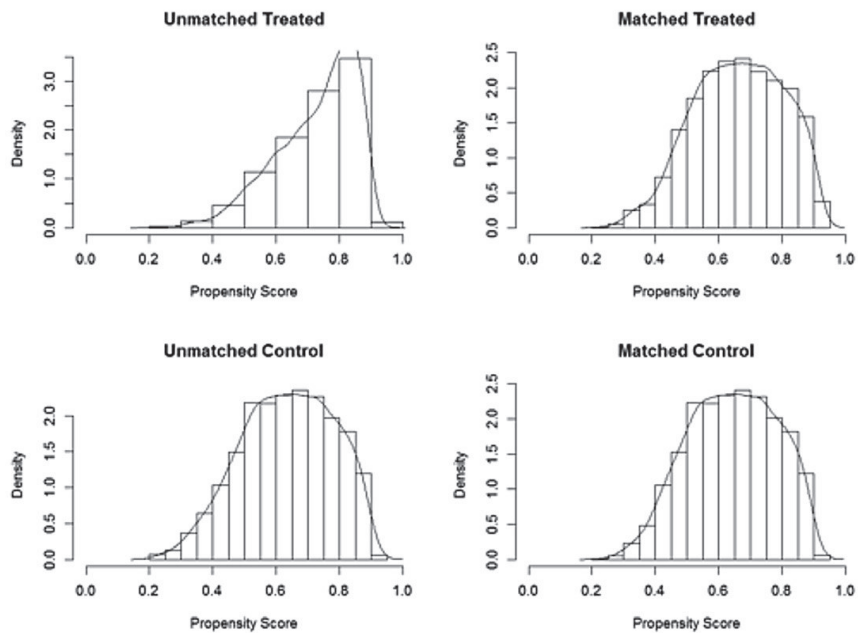 Unmatched Treated
Density
0.0 1.0 2.0 3.0
0.0 0.2 0.4 0.6 0.8 1.0
Propensity Score
Matched Treated
Density
0.0 0.5 1.0 1.5 2.0 2.5
0.0 0.2 0.4 0.6 0.8 1.0
Propensity Score
Unmatched Control
Density
0.0 0.5 1.0 1.5 2.0
0.0 0.2 0.4 0.6 0.8 1.0
Propensity Score
Matched Control
Density
0.0 0.5 1.0 1.5 2.0 2.5
0.0 0.2 0.4 0.6 0.8 1.0
Propensity Score